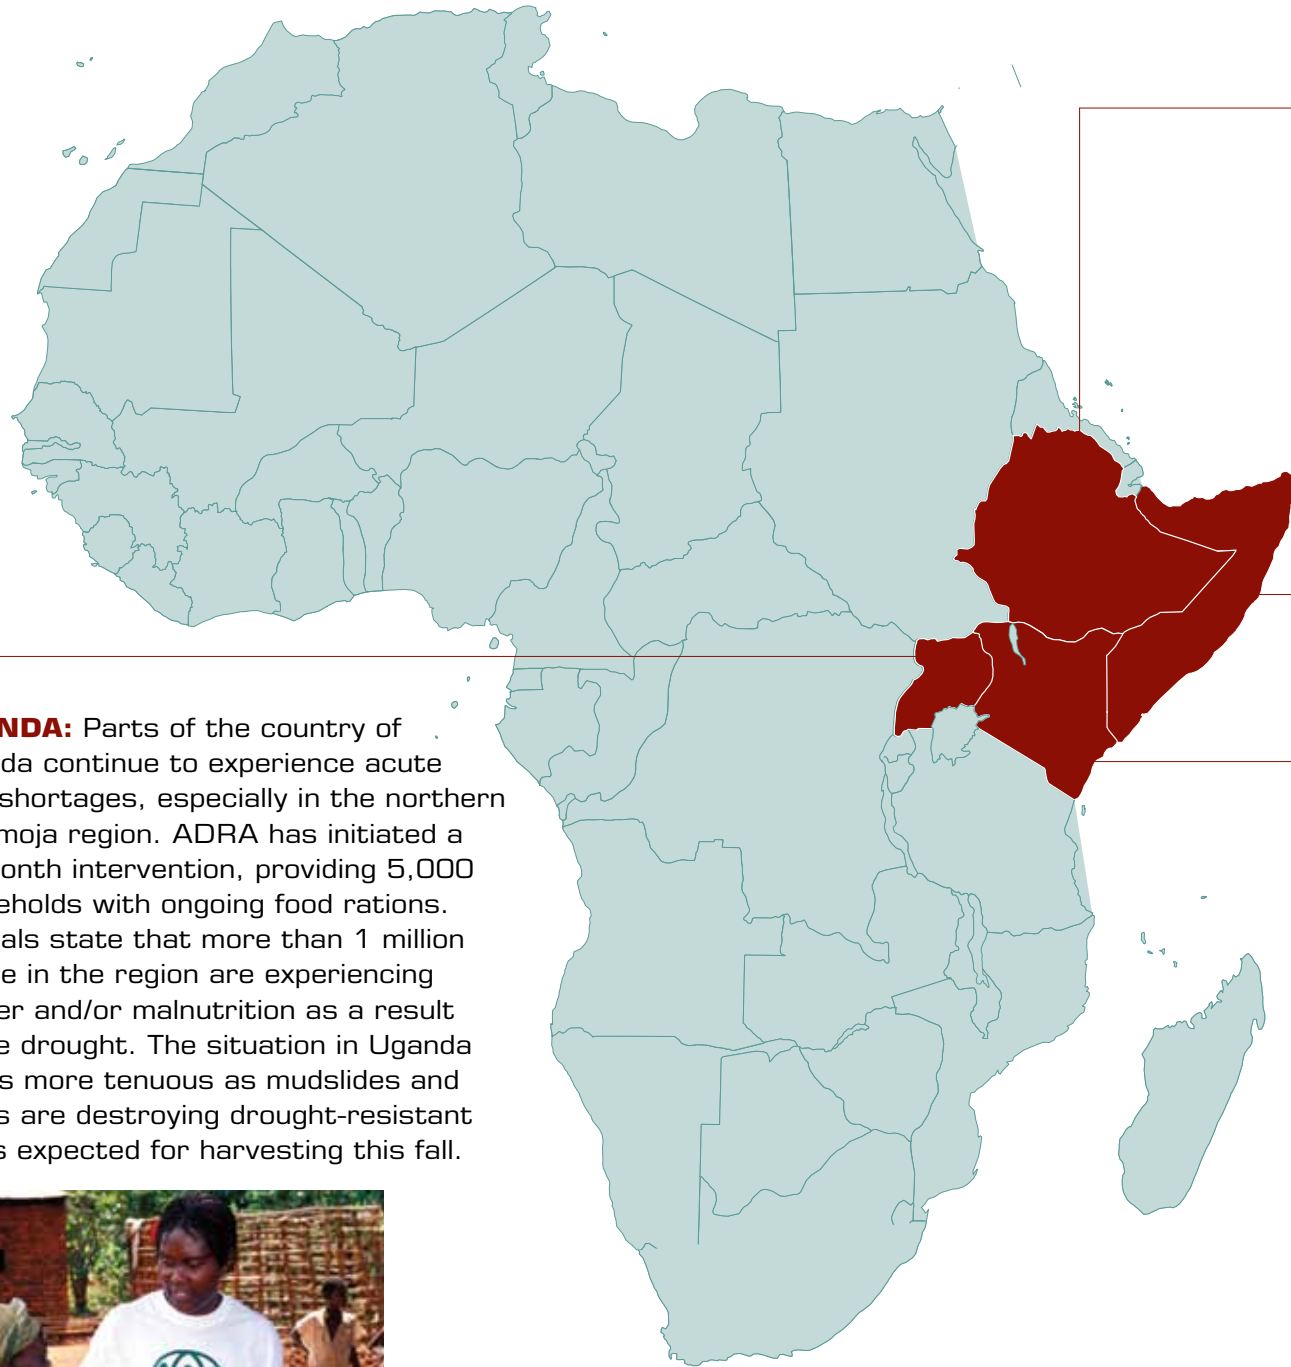 NDA: Parts of the country of
da continue to experience acute
shortages, especially in the northern
moja region. ADRA has initiated a
onth intervention, providing 5,000
eholds with ongoing food rations.
als state that more than 1 million
e in the region are experiencing
er and/or malnutrition as a result
e drought. The situation in Uganda
s more tenuous as mudslides and
s are destroying drought-resistant
s expected for harvesting this fall.